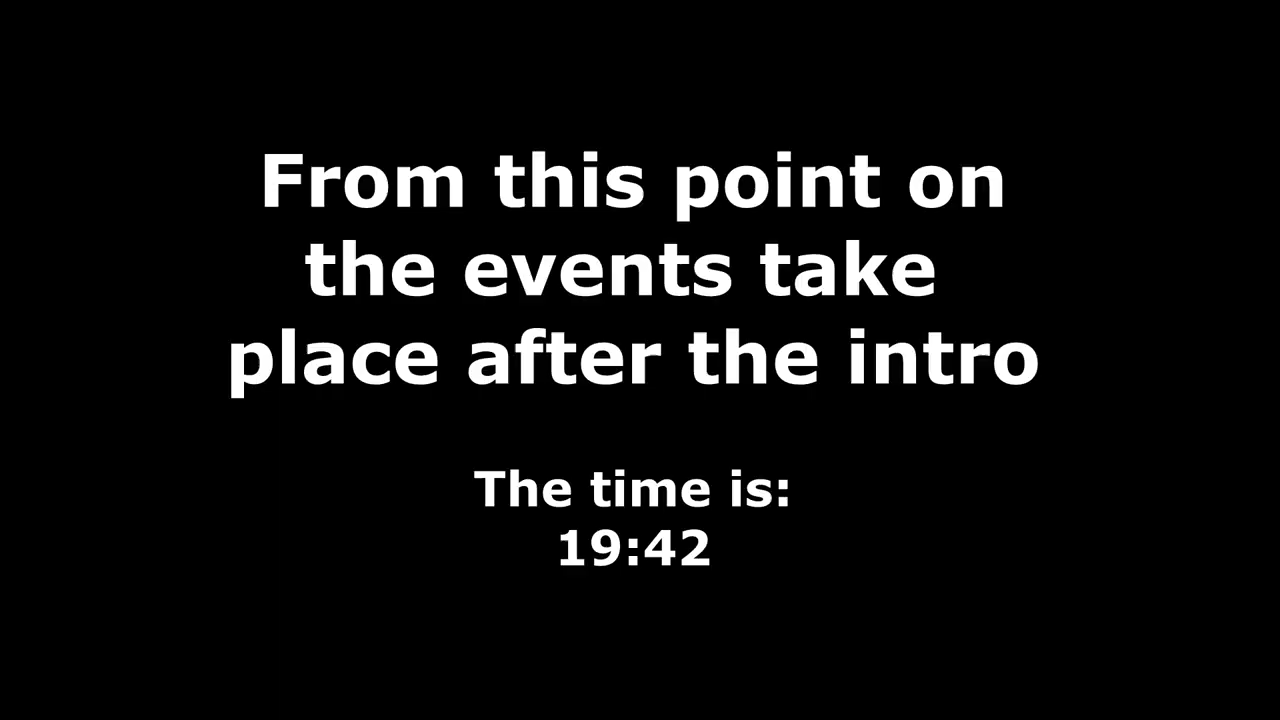 From this point on
the events take
place after the intro
The time is:
19:42